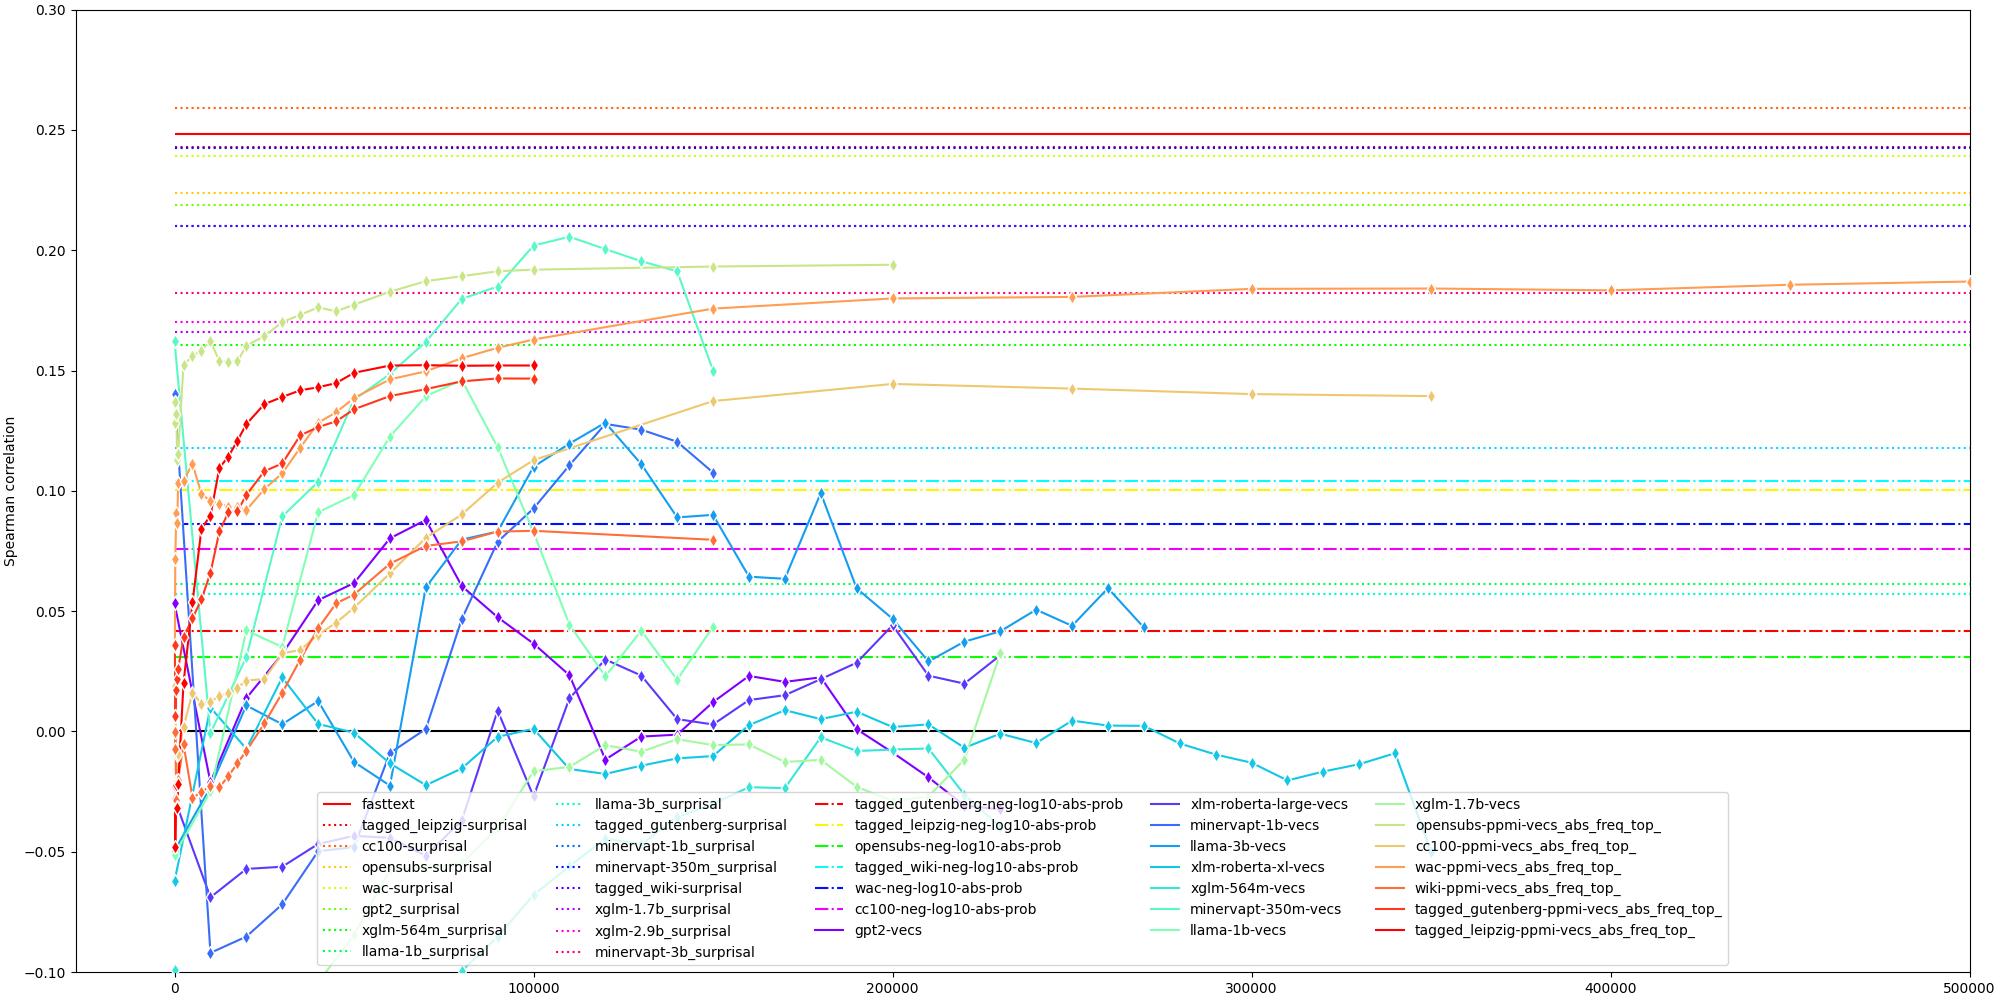 0.30
0.25
0.20
0.15
0.10
0.05
0.00
−0.05
−0.10
Spearman correlation
fasttext
tagged_leipzig-surprisal
cc100-surprisal
opensubs-surprisal
wac-surprisal
gpt2_surprisal
xglm-564m_surprisal
llama-1b_surprisal
llama-3b_surprisal
tagged_gutenberg-surprisal
minervapt-1b_surprisal
minervapt-350m_surprisal
tagged_wiki-surprisal
xglm-1.7b_surprisal
xglm-2.9b_surprisal
minervapt-3b_surprisal
tagged_gutenberg-neg-log10-abs-prob
tagged_leipzig-neg-log10-abs-prob
opensubs-neg-log10-abs-prob
tagged_wiki-neg-log10-abs-prob
wac-neg-log10-abs-prob
cc100-neg-log10-abs-prob
gpt2-vecs
xlm-roberta-large-vecs
minervapt-1b-vecs
llama-3b-vecs
xlm-roberta-xl-vecs
xglm-564m-vecs
minervapt-350m-vecs
llama-1b-vecs
xglm-1.7b-vecs
opensubs-ppmi-vecs_abs_freq_top_
cc100-ppmi-vecs_abs_freq_top_
wac-ppmi-vecs_abs_freq_top_
wiki-ppmi-vecs_abs_freq_top_
tagged_gutenberg-ppmi-vecs_abs_freq_top_
tagged_leipzig-ppmi-vecs_abs_freq_top_
0
100000
200000
300000
400000
500000